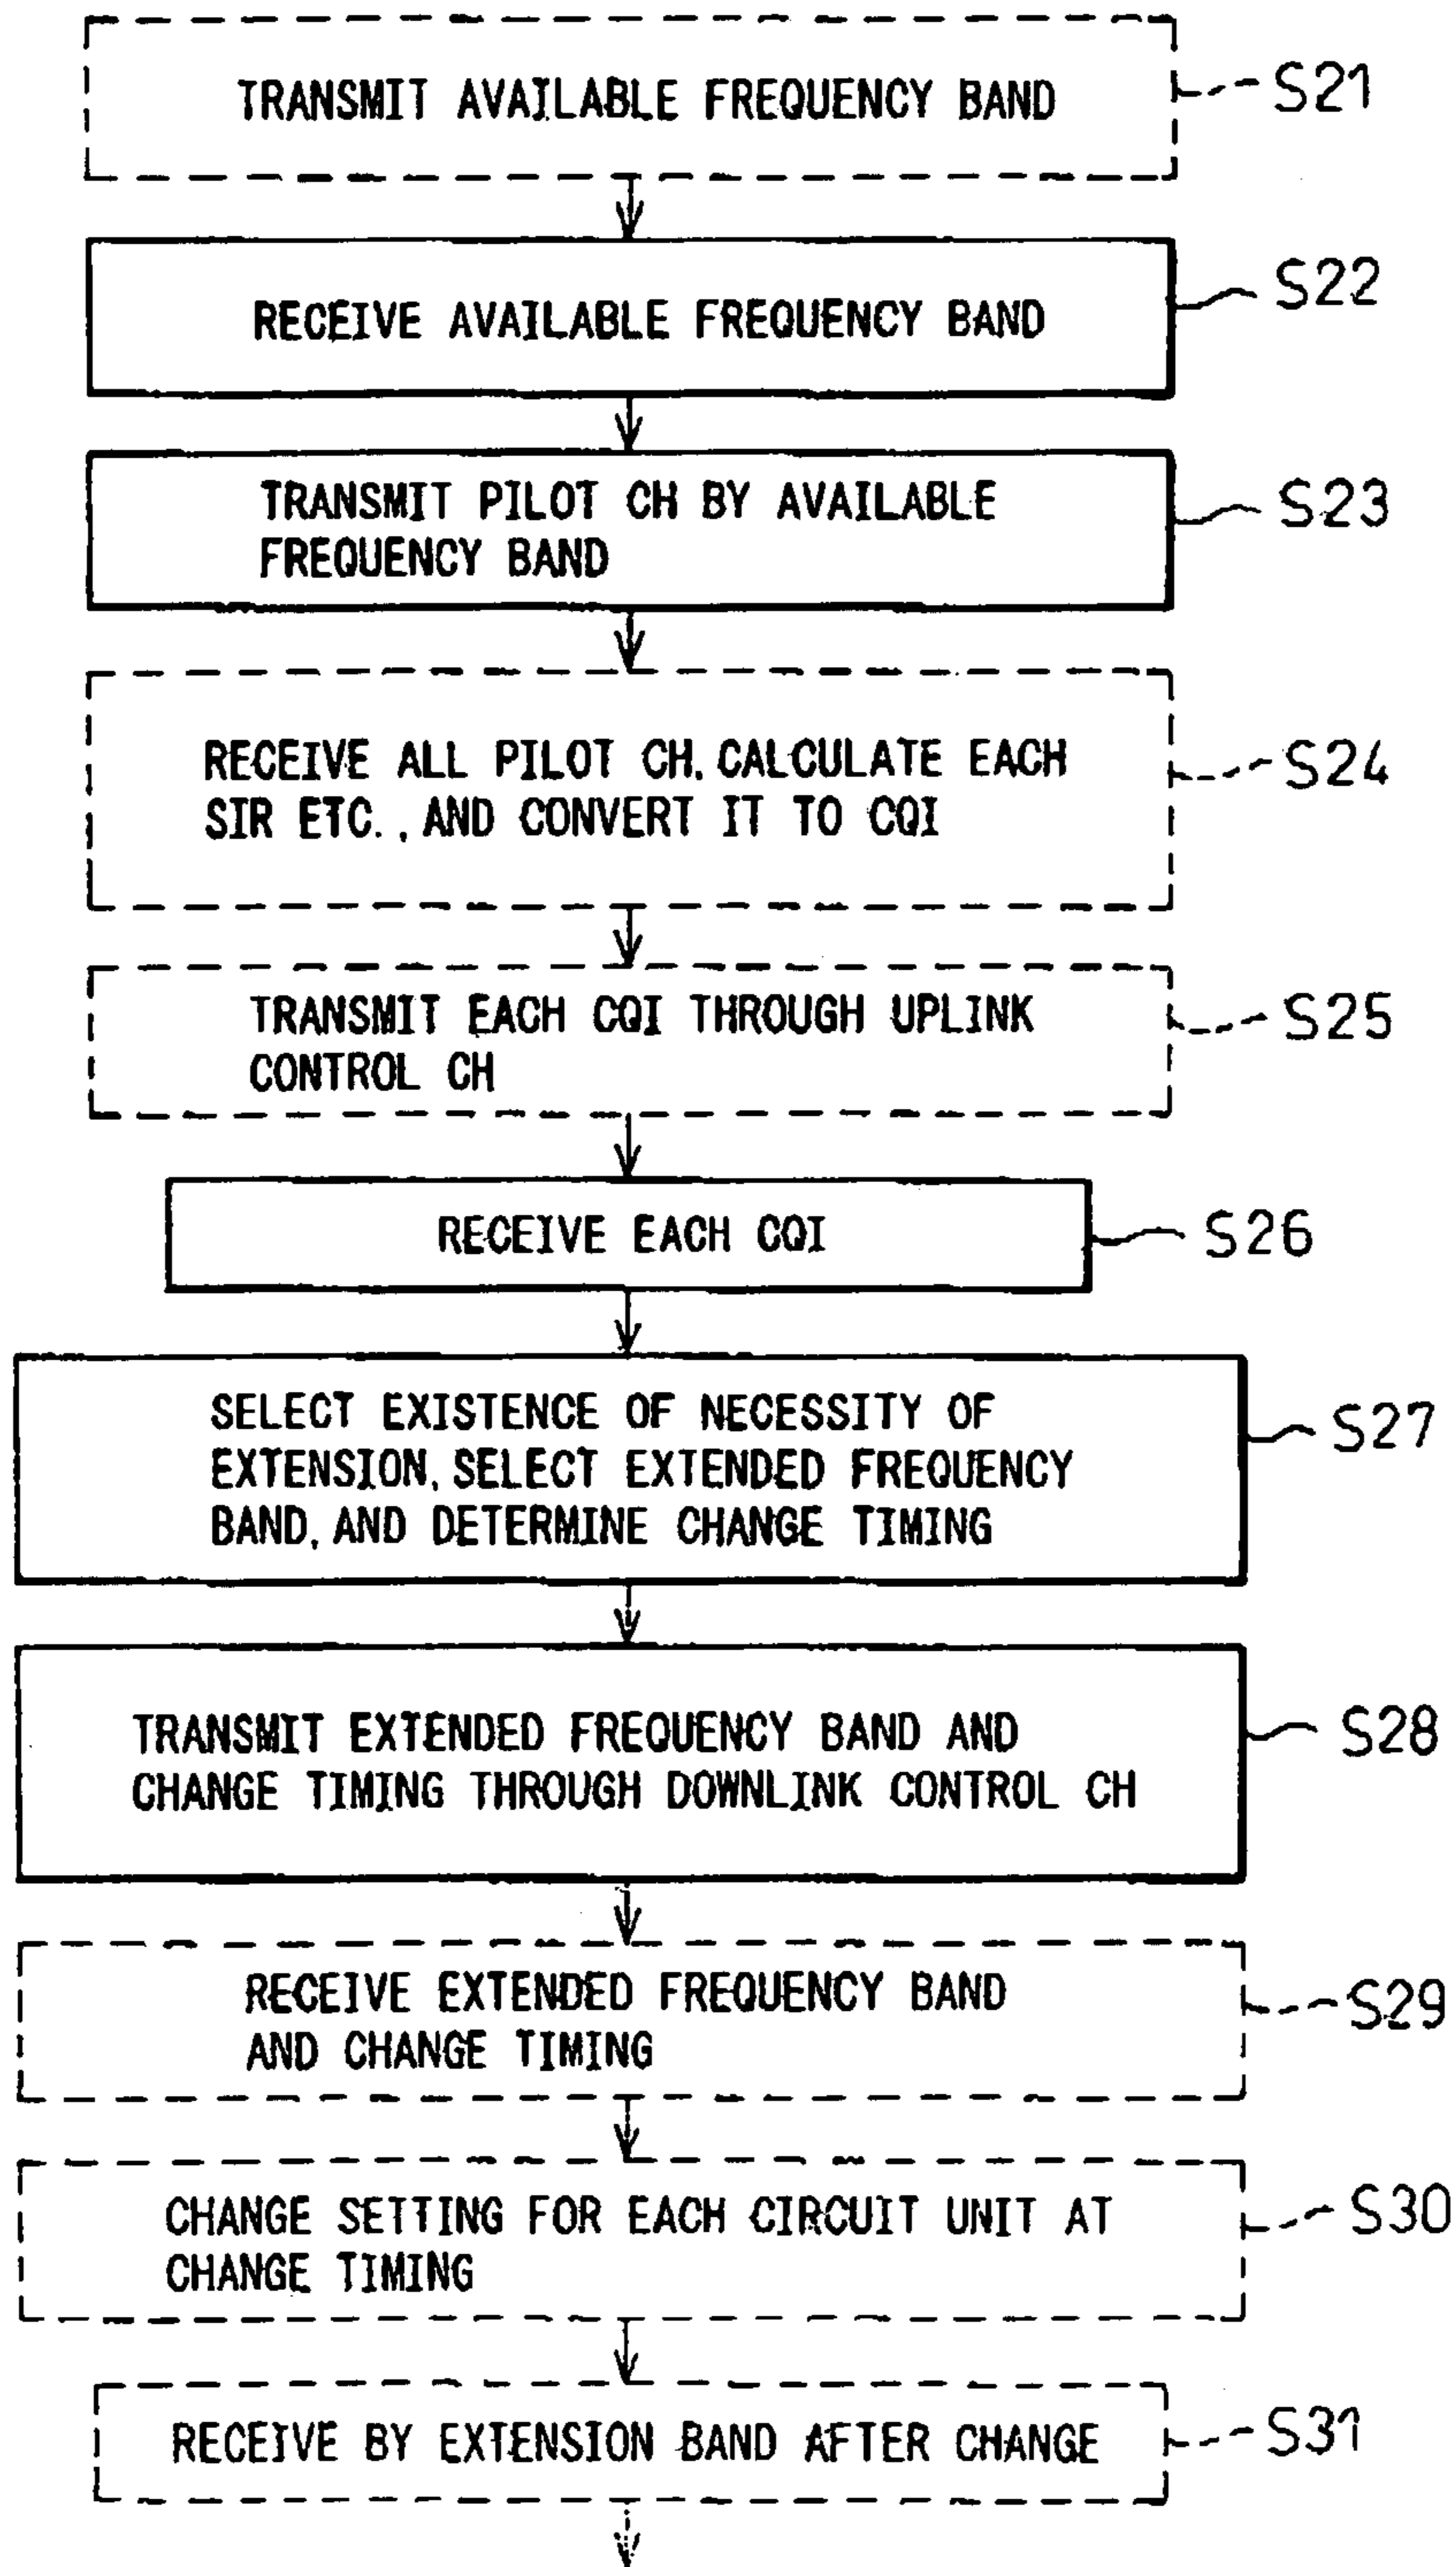 TRANSMIT AVAILABLE FREQUENCY BAND
S21
RECEIVE AVAILABLE FREQUENCY BAND
S22
TRANSMIT PILOT CH BY AVAILABLE
FREQUENCY BAND
S23
RECEIVE ALL PILOT CH, CALCULATE EACH
SIR ETC., AND CONVERT IT TO CQI
S24
TRANSMIT EACH CQI THROUGH UPLINK
CONTROL CH
S25
RECEIVE EACH CQI
S26
SELECT EXISTENCE OF NECESSITY OF
EXTENSION, SELECT EXTENDED FREQUENCY
BAND, AND DETERMINE CHANGE TIMING
S27
TRANSMIT EXTENDED FREQUENCY BAND AND
CHANGE TIMING THROUGH DOWNLINK CONTROL CH
S28
RECEIVE EXTENDED FREQUENCY BAND
AND CHANGE TIMING
S29
CHANGE SETTING FOR EACH CIRCUIT UNIT AT
CHANGE TIMING
S30
RECEIVE BY EXTENSION BAND AFTER CHANGE
S31